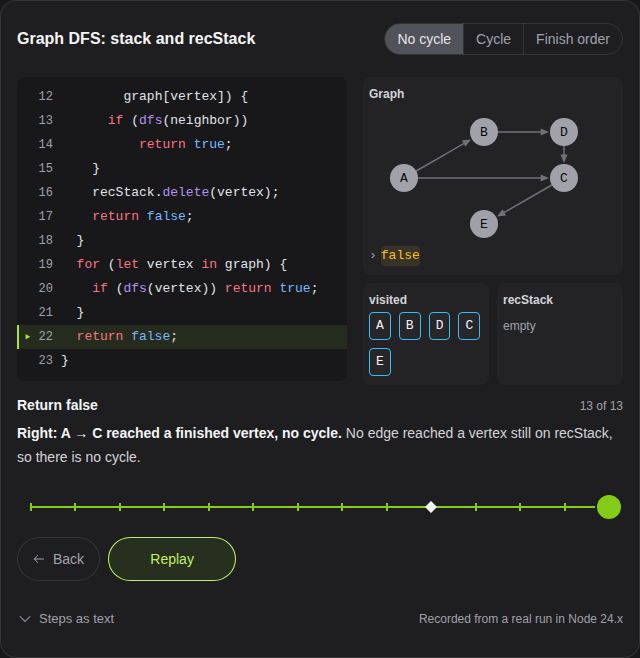 Graph DFS: stack and recStack
No cycle
Cycle
Finish order
12 graph[vertex]) {
13 if (dfs(neighbor))
14 return true;
15 }
16 recStack.delete(vertex);
17 return false;
18 }
19 for (let vertex in graph) {
20 if (dfs(vertex)) return true;
21 }
▸ 22 return false;
23 }
Graph
B
D
A
C
E
› false
visited
A B D C
E
recStack
empty
Return false
13 of 13
Right: A → C reached a finished vertex, no cycle. No edge reached a vertex still on recStack,
so there is no cycle.
← Back
Replay
Steps as text
Recorded from a real run in Node 24.x